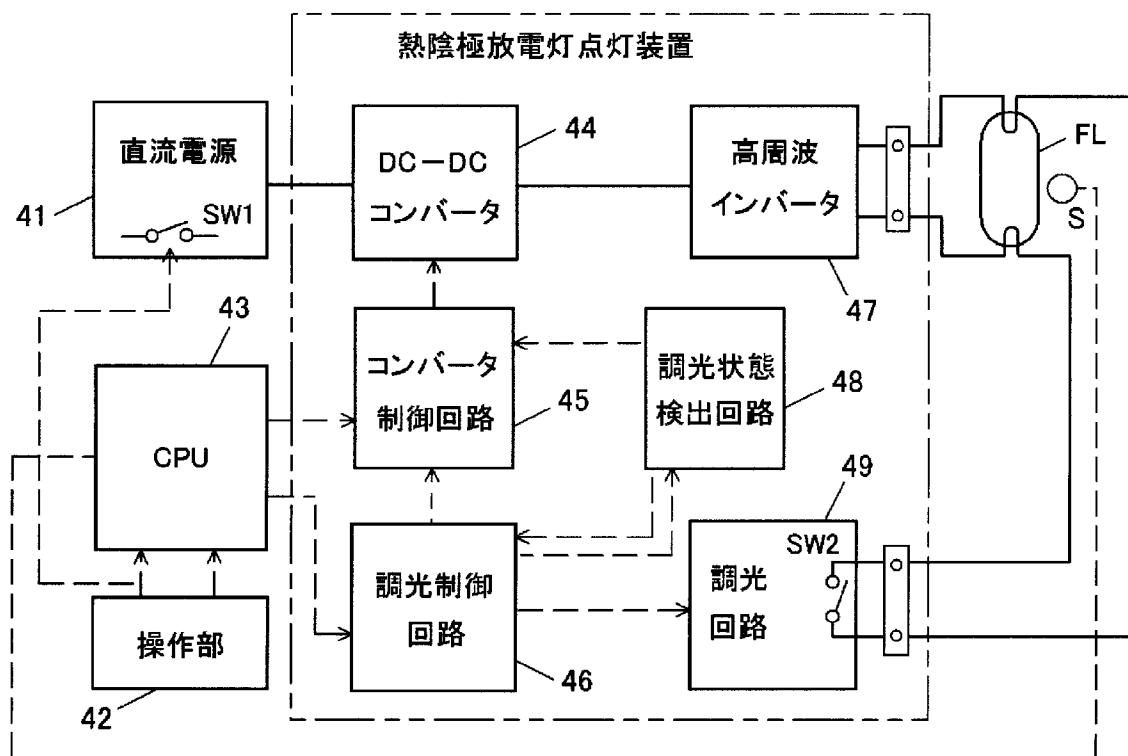 熱陰極放電灯点灯装置
直流電源
SW1
41
DC－DC
コンバータ
44
高周波
インバータ
47
FL
S
43
CPU
コンバータ
制御回路
45
調光状態
検出回路
48
操作部
42
調光制御
回路
46
49
SW2
調光
回路